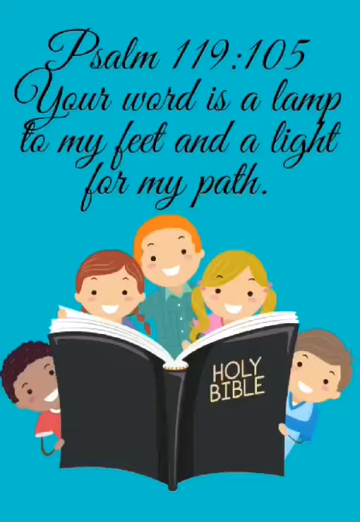 Psalm 119:105
Your word is a lamp
to my feet and a light
for my path.
HOLY
BIBLE